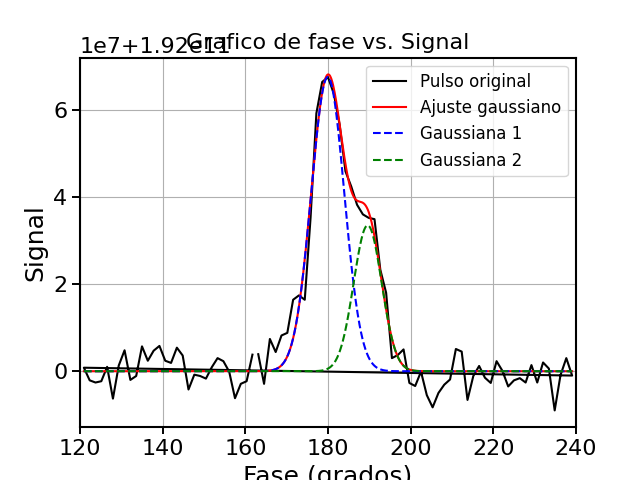 1e7+1.92e11
Grafico de fase vs. Signal
Pulso original
Ajuste gaussiano
Gaussiana 1
Gaussiana 2
Signal
6
4
2
0
120 140 160 180 200 220 240
Fase (grados)